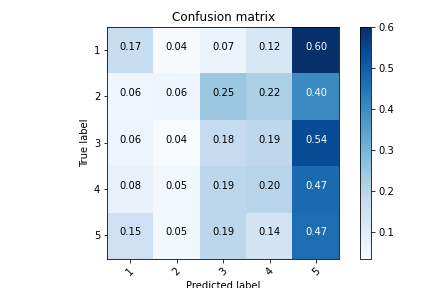 Confusion matrix
True label
1 0.17 0.04 0.07 0.12 0.60
2 0.06 0.06 0.25 0.22 0.40
3 0.06 0.04 0.18 0.19 0.54
4 0.08 0.05 0.19 0.20 0.47
5 0.15 0.05 0.19 0.14 0.47
1 2 3 4 5
Predicted label
0.6
0.5
0.4
0.3
0.2
0.1